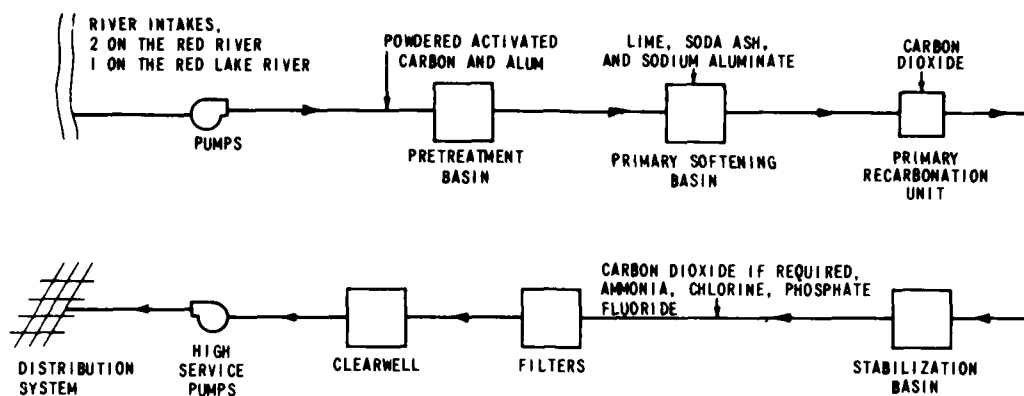 RIVER INTAKES,
2 ON THE RED RIVER
1 ON THE RED LAKE RIVER
PUMPS
POWDERED ACTIVATED
CARBON AND ALUM
PRETREATMENT
BASIN
LIME, SODA ASH,
AND SODIUM ALUMINATE
PRIMARY SOFTENING
BASIN
CARBON
DIOXIDE
PRIMARY
RECARBONATION
UNIT
DISTRIBUTION
SYSTEM
HIGH
SERVICE
PUMPS
CLEARWELL
FILTERS
CARBON DIOXIDE IF REQUIRED,
AMMONIA, CHLORINE, PHOSPHATE
FLUORIDE
STABILIZATION
BASIN